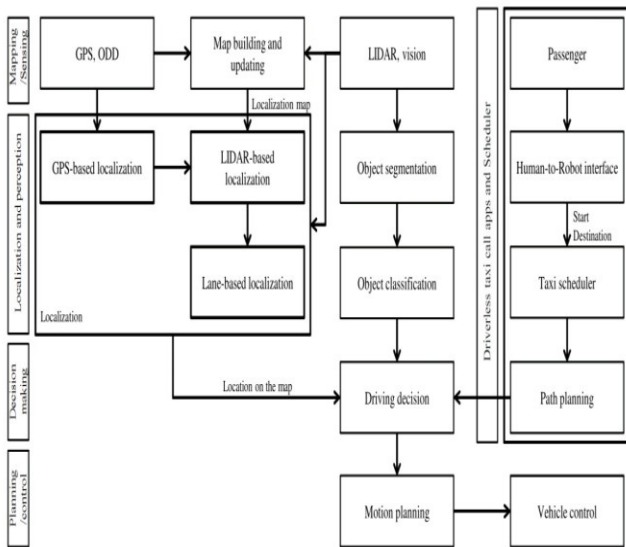 Mapping
/Sensing
GPS, ODD
Map building and
updating
LIDAR, vision
Passenger
Localization map
Localization and perception
GPS-based localization
LIDAR-based
localization
Object segmentation
Human-to-Robot interface
Start
Destination
Lane-based localization
Object classification
Taxi scheduler
Localization
Driverless taxi call apps and Scheduler
Decision
making
Location on the map
Driving decision
Path planning
Planning
/control
Motion planning
Vehicle control